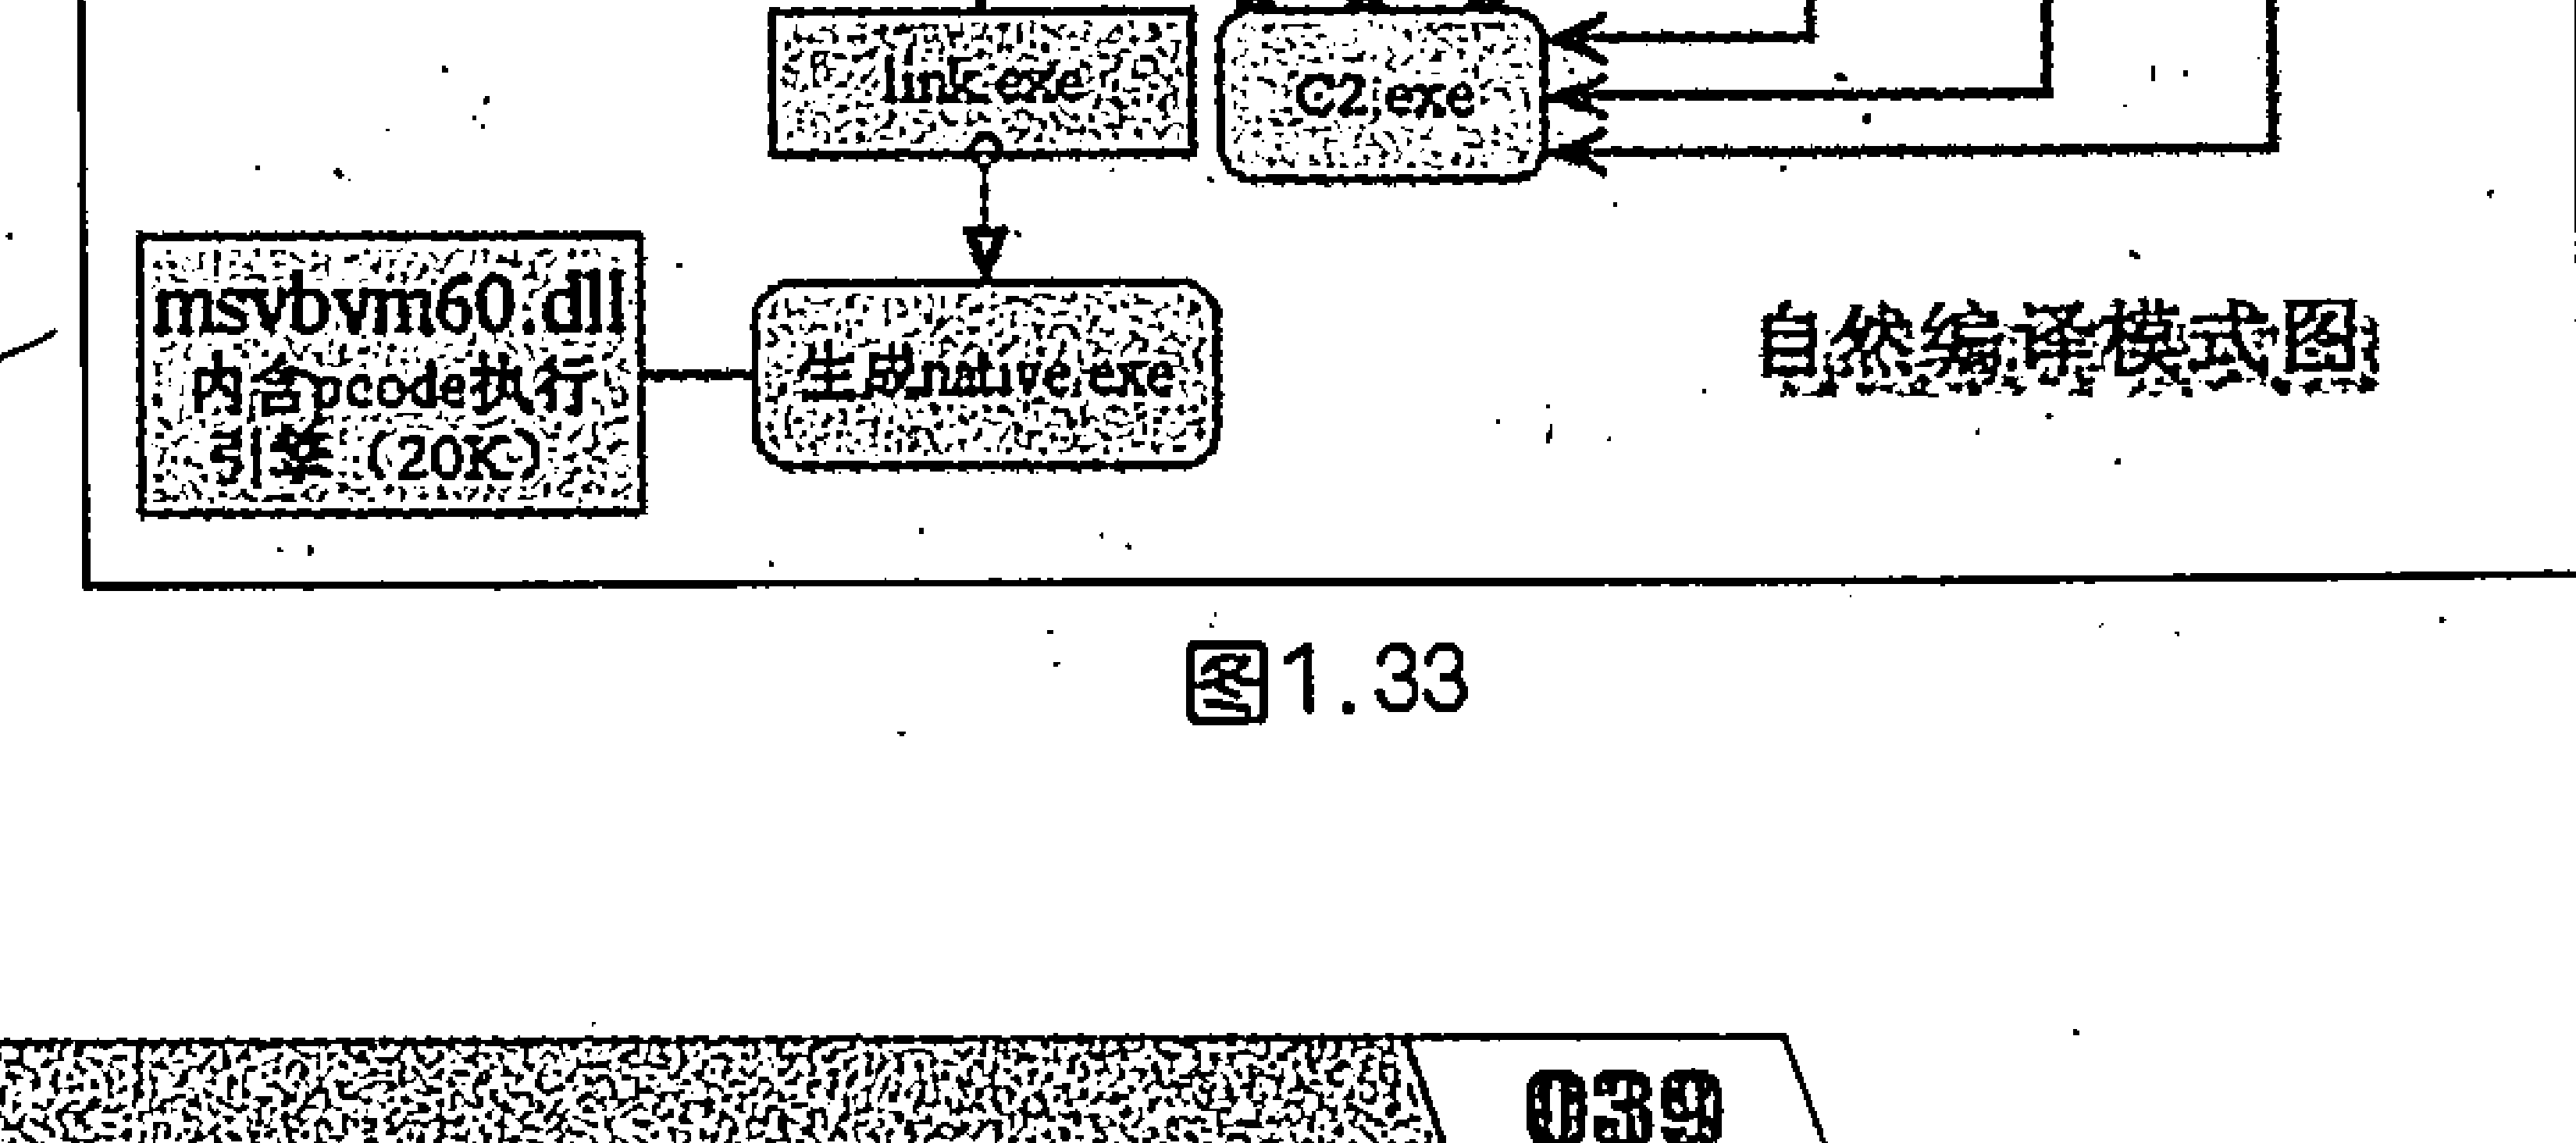 link.exe
C2.exe
msvbvm60.dll
内含pcode执行
引擎（20K）
生成native.exe
自然编译模式图
图1.33
039